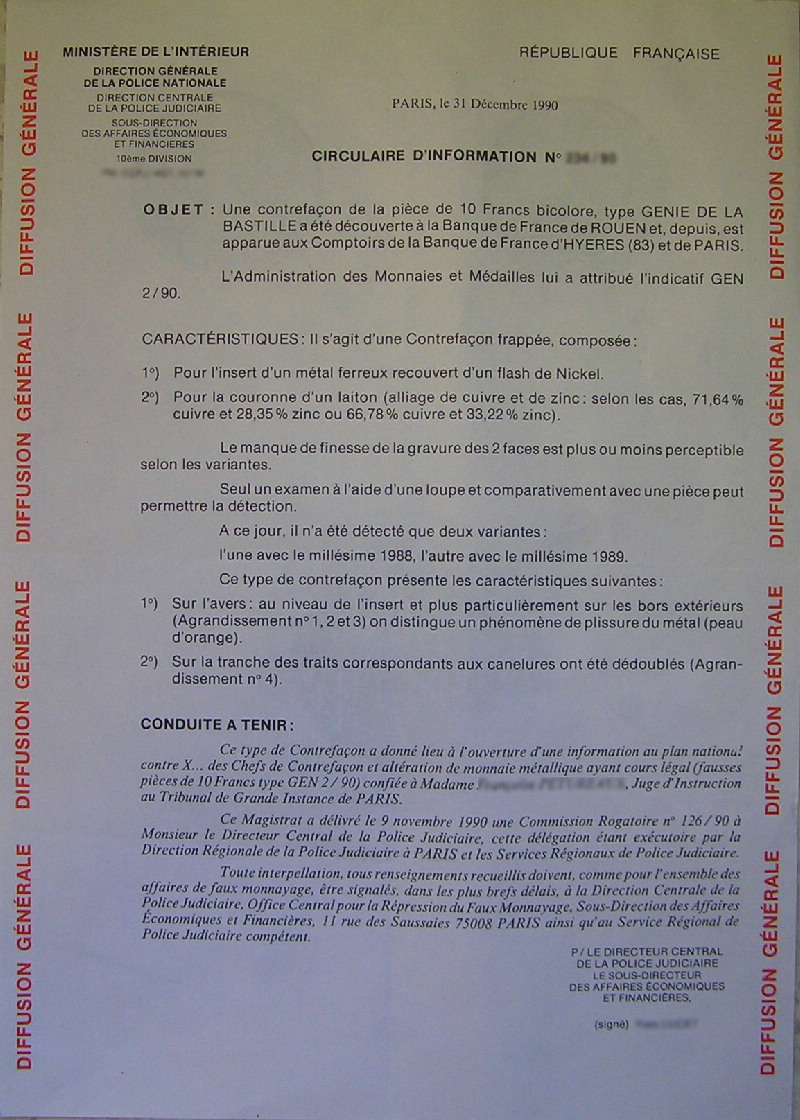 MINISTÈRE DE L'INTÉRIEUR
DIRECTION GÉNÉRALE
DE LA POLICE NATIONALE
DIRECTION CENTRALE
DE LA POLICE JUDICIAIRE
SOUS-DIRECTION
DES AFFAIRES ÉCONOMIQUES
ET FINANCIÈRES
10ème DIVISION
RÉPUBLIQUE FRANÇAISE
PARIS, le 31 Décembre 1990
CIRCULAIRE D'INFORMATION N°
OBJET : Une contrefaçon de la pièce de 10 Francs bicolore, type GENIE DE LA
BASTILLE a été découverte à la Banque de France de ROUEN et, depuis, est
apparue aux Comptoirs de la Banque de France d'HYERES (83) et de PARIS.
L'Administration des Monnaies et Médailles lui a attribué l'indicatif GEN
2/90.
CARACTÉRISTIQUES : Il s'agit d'une Contrefaçon frappée, composée :
1°) Pour l'insert d'un métal ferreux recouvert d'un flash de Nickel.
2°) Pour la couronne d'un laiton (alliage de cuivre et de zinc : selon les cas, 71,64%
cuivre et 28,35% zinc ou 66,78% cuivre et 33,22% zinc).
Le manque de finesse de la gravure des 2 faces est plus ou moins perceptible
selon les variantes.
Seul un examen à l'aide d'une loupe et comparativement avec une pièce peut
permettre la détection.
A ce jour, il n'a été détecté que deux variantes :
l'une avec le millésime 1988, l'autre avec le millésime 1989.
Ce type de contrefaçon présente les caractéristiques suivantes :
1°) Sur l'avers : au niveau de l'insert et plus particulièrement sur les bors extérieurs
(Agrandissement n° 1, 2 et 3) on distingue un phénomène de plissure du métal (peau
d'orange).
2°) Sur la tranche des traits correspondants aux canelures ont été dédoublés (Agran-
dissement n° 4).
CONDUITE A TENIR :
Ce type de Contrefaçon a donné lieu à l'ouverture d'une information au plan national
contre X... des Chefs de Contrefaçon et altération de monnaie métallique ayant cours légal (fausses
pièces de 10 Francs type GEN 2/90) confiée à Madame , Juge d'Instruction
au Tribunal de Grande Instance de PARIS.
Ce Magistrat a délivré le 9 novembre 1990 une Commission Rogatoire n° 126/90 à
Monsieur le Directeur Central de la Police Judiciaire, cette délégation étant exécutoire par la
Direction Régionale de la Police Judiciaire à PARIS et les Services Régionaux de Police Judiciaire.
Toute interpellation, tous renseignements recueillis doivent, comme pour l'ensemble des
affaires de faux monnayage, être signalés, dans les plus brefs délais, à la Direction Centrale de la
Police Judiciaire, Office Central pour la Répression du Faux Monnayage, Sous-Direction des Affaires
Économiques et Financières, 11 rue des Saussaies 75008 PARIS ainsi qu'au Service Régional de
Police Judiciaire compétent.
P/LE DIRECTEUR CENTRAL
DE LA POLICE JUDICIAIRE
LE SOUS-DIRECTEUR
DES AFFAIRES ÉCONOMIQUES
ET FINANCIÈRES,
(signé)
DIFFUSION GÉNÉRALE
DIFFUSION GÉNÉRALE
DIFFUSION GÉNÉRALE
DIFFUSION GÉNÉRALE
DIFFUSION GÉNÉRALE
DIFFUSION GÉNÉRALE
DIFFUSION GÉNÉRALE
DIFFUSION GÉNÉRALE